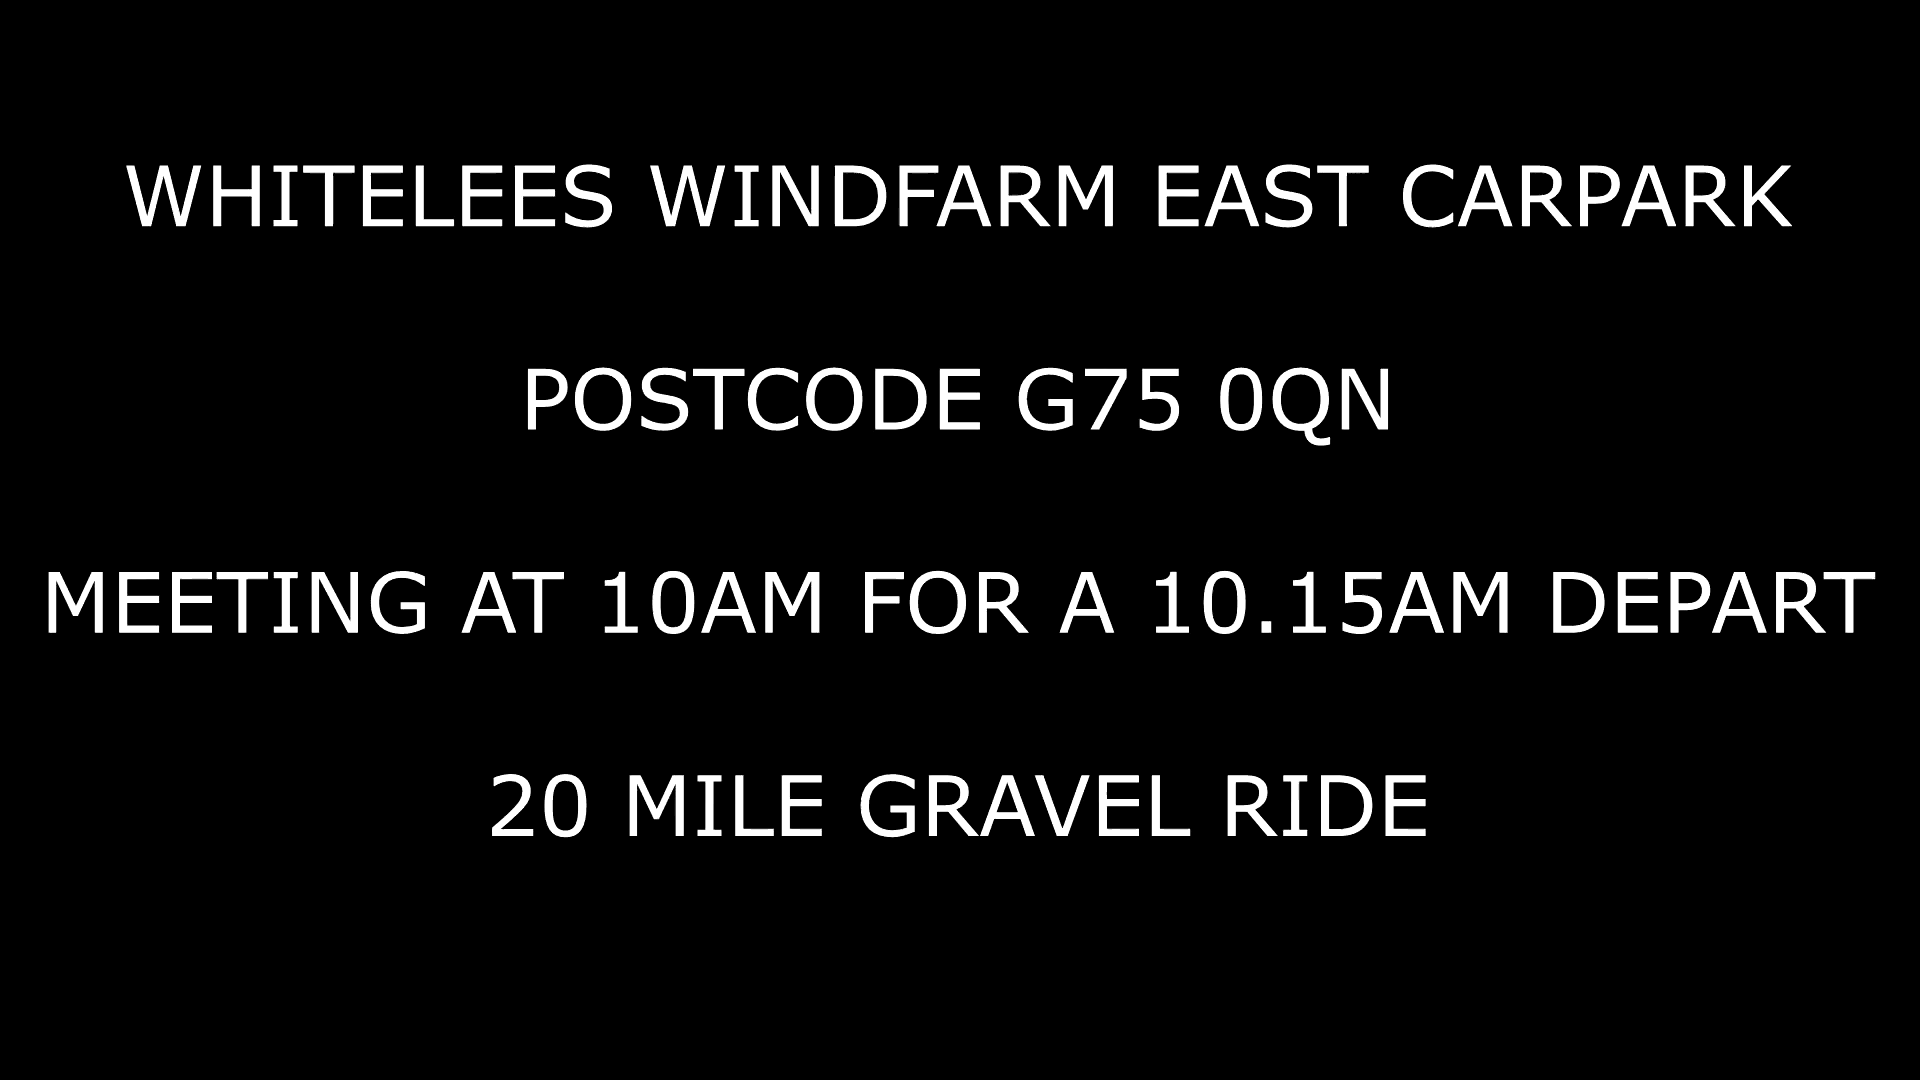 WHITELEES WINDFARM EAST CARPARK
POSTCODE G75 0QN
MEETING AT 10AM FOR A 10.15AM DEPART
20 MILE GRAVEL RIDE